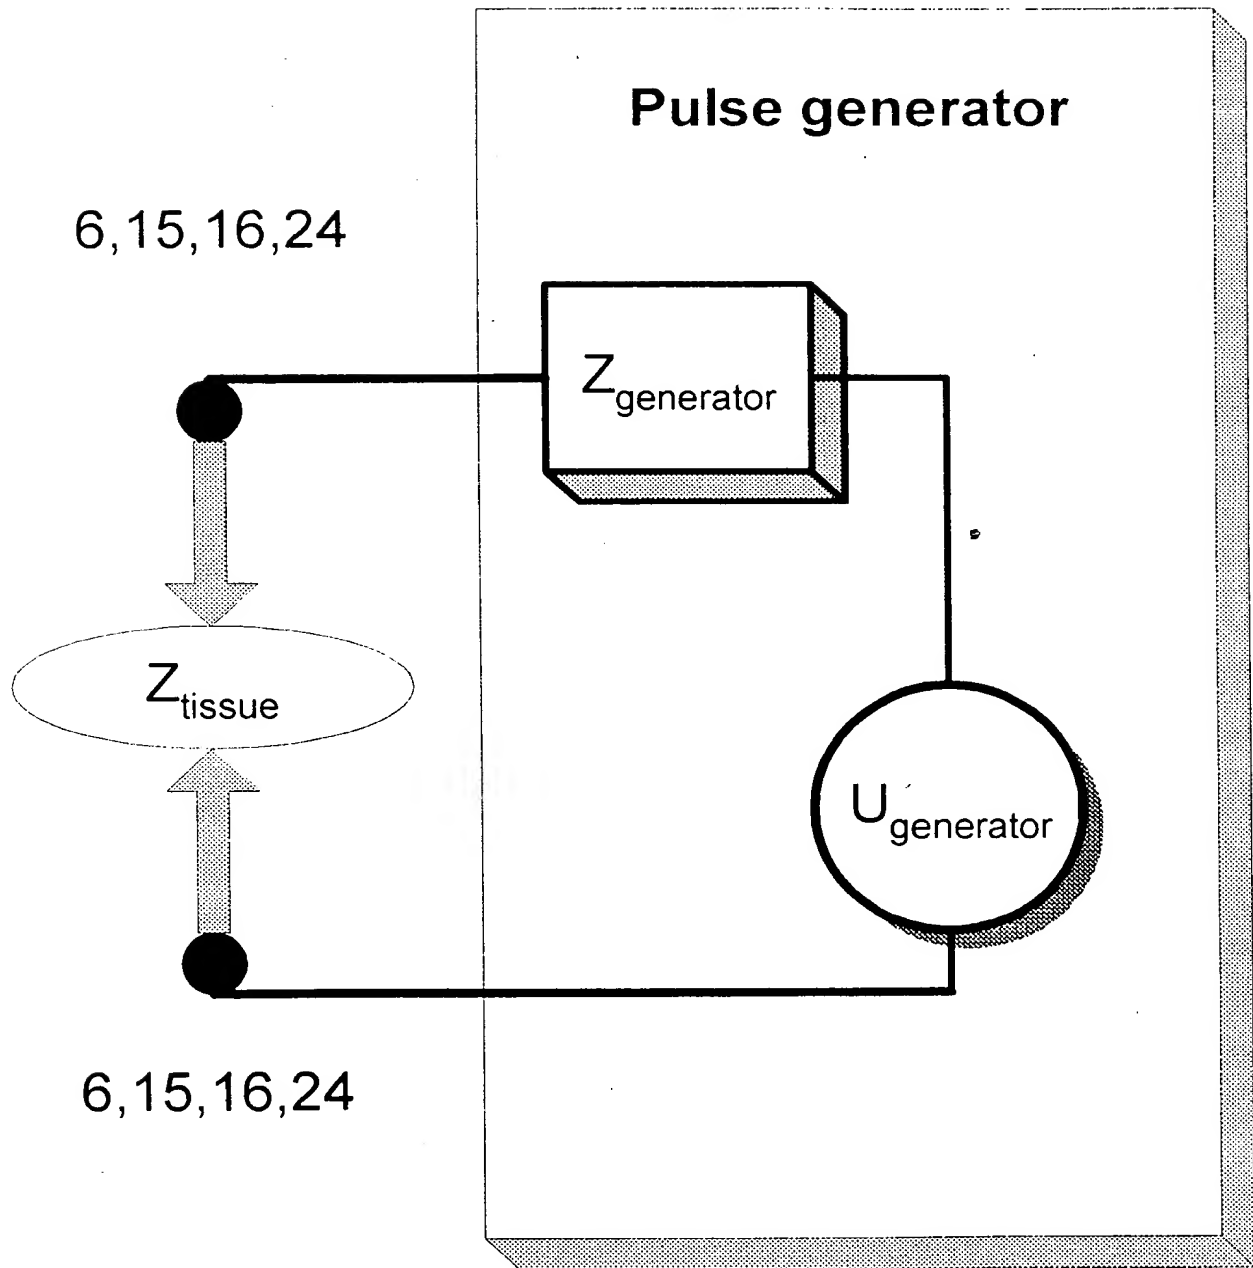 Pulse generator
6,15,16,24
Zgenerator
Ztissue
Ugenerator
6,15,16,24